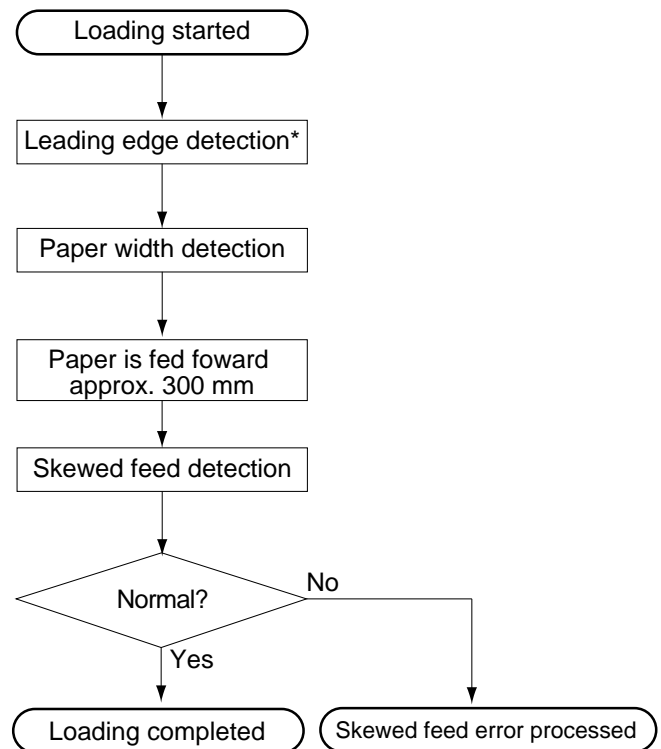 Loading started
Leading edge detection*
Paper width detection
Paper is fed foward
approx. 300 mm
Skewed feed detection
Normal?
No
Yes
Loading completed
Skewed feed error processed